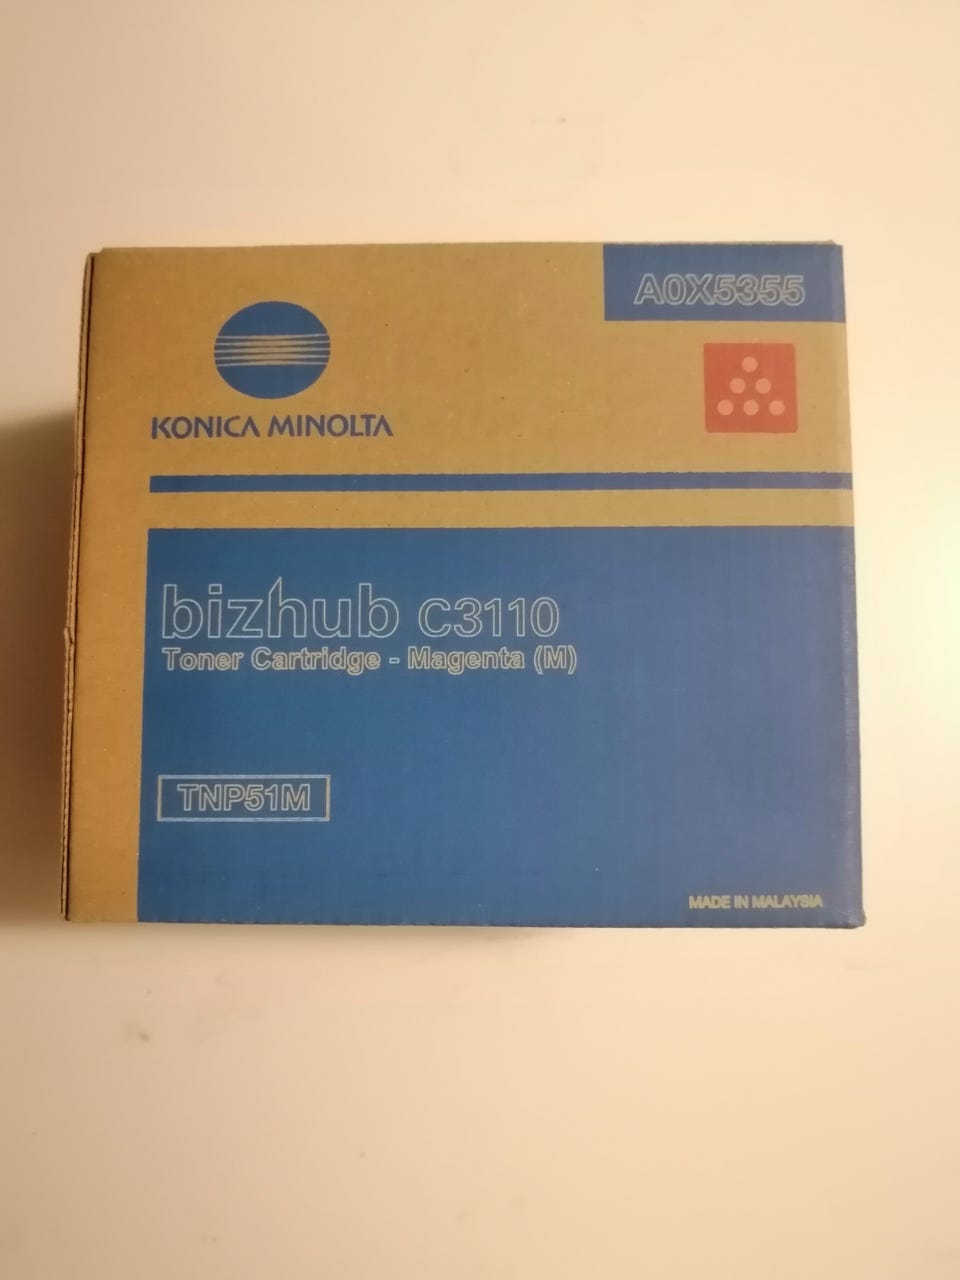 A0X5355
KONICA MINOLTA
bizhub C3110
Toner Cartridge - Magenta (M)
TNP51M
MADE IN MALAYSIA